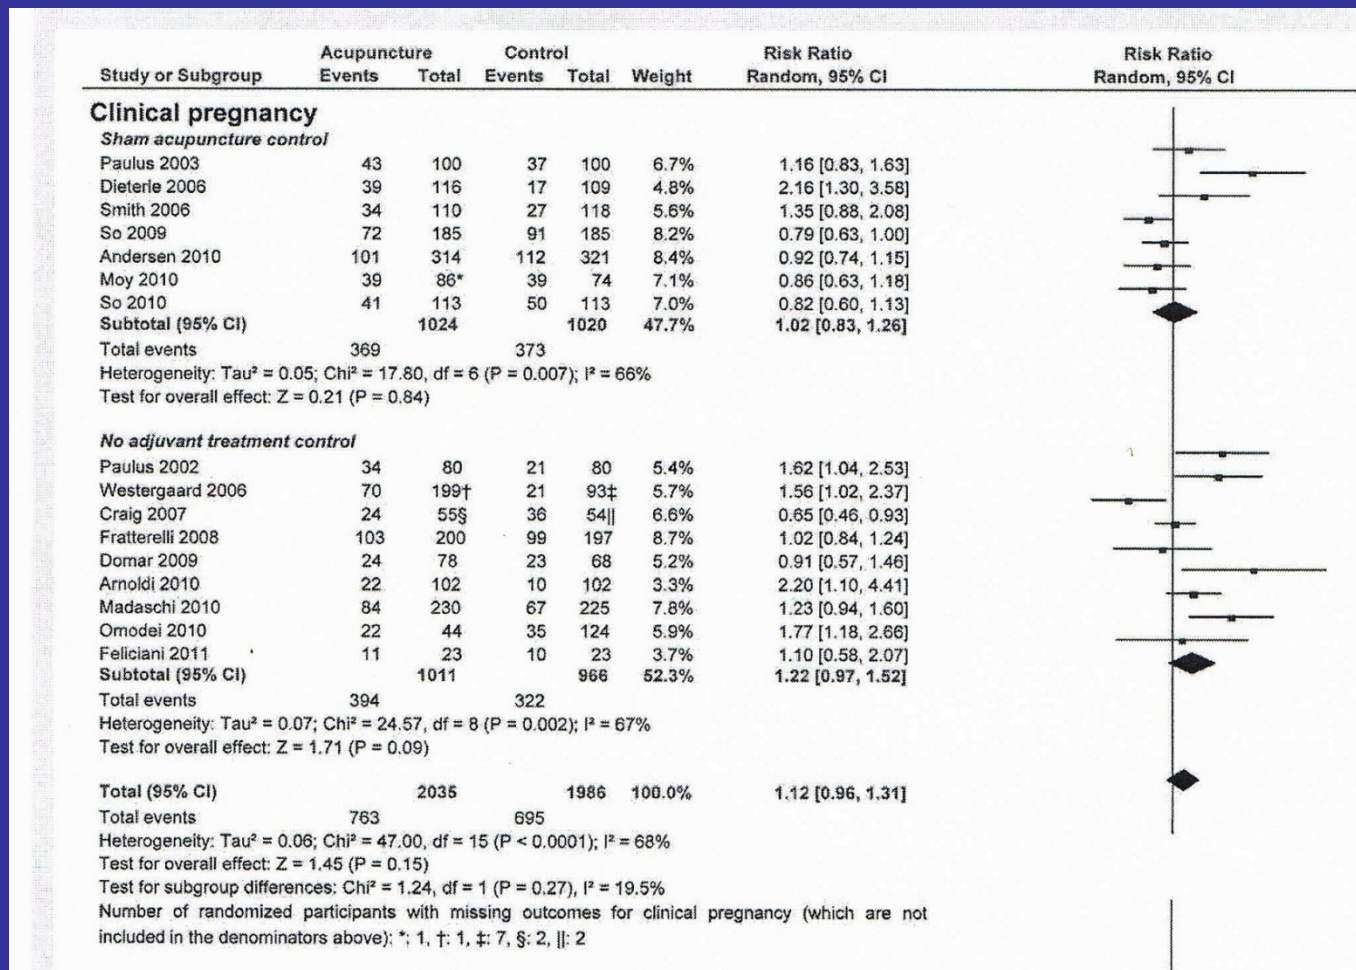 Acupuncture Control Risk Ratio Risk Ratio
Study or Subgroup Events Total Events Total Weight Random, 95% CI Random, 95% CI
Clinical pregnancy
Sham acupuncture control
Paulus 2003 43 100 37 100 6.7% 1.16 [0.83, 1.63]
Dieterle 2006 39 116 17 109 4.8% 2.16 [1.30, 3.58]
Smith 2006 34 110 27 118 5.6% 1.35 [0.88, 2.08]
So 2009 72 185 91 185 8.2% 0.79 [0.63, 1.00]
Andersen 2010 101 314 112 321 8.4% 0.92 [0.74, 1.15]
Moy 2010 39 86* 39 74 7.1% 0.86 [0.63, 1.18]
So 2010 41 113 50 113 7.0% 0.82 [0.60, 1.13]
Subtotal (95% CI) 1024 1020 47.7% 1.02 [0.83, 1.26]
Total events 369 373
Heterogeneity: Tau² = 0.05; Chi² = 17.80, df = 6 (P = 0.007); I² = 66%
Test for overall effect: Z = 0.21 (P = 0.84)
No adjuvant treatment control
Paulus 2002 34 80 21 80 5.4% 1.62 [1.04, 2.53]
Westergaard 2006 70 199† 21 93‡ 5.7% 1.56 [1.02, 2.37]
Craig 2007 24 55§ 36 54|| 6.6% 0.65 [0.46, 0.93]
Fratterelli 2008 103 200 99 197 8.7% 1.02 [0.84, 1.24]
Domar 2009 24 78 23 68 5.2% 0.91 [0.57, 1.46]
Arnoldi 2010 22 102 10 102 3.3% 2.20 [1.10, 4.41]
Madaschi 2010 84 230 67 225 7.8% 1.23 [0.94, 1.60]
Omodei 2010 22 44 35 124 5.9% 1.77 [1.18, 2.66]
Feliciani 2011 11 23 10 23 3.7% 1.10 [0.58, 2.07]
Subtotal (95% CI) 1011 966 52.3% 1.22 [0.97, 1.52]
Total events 394 322
Heterogeneity: Tau² = 0.07; Chi² = 24.57, df = 8 (P = 0.002); I² = 67%
Test for overall effect: Z = 1.71 (P = 0.09)
Total (95% CI) 2035 1986 100.0% 1.12 [0.96, 1.31]
Total events 763 695
Heterogeneity: Tau² = 0.06; Chi² = 47.00, df = 15 (P < 0.0001); I² = 68%
Test for overall effect: Z = 1.45 (P = 0.15)
Test for subgroup differences: Chi² = 1.24, df = 1 (P = 0.27), I² = 19.5%
Number of randomized participants with missing outcomes for clinical pregnancy (which are not
included in the denominators above): *: 1, †: 1, ‡: 7, §: 2, ||: 2